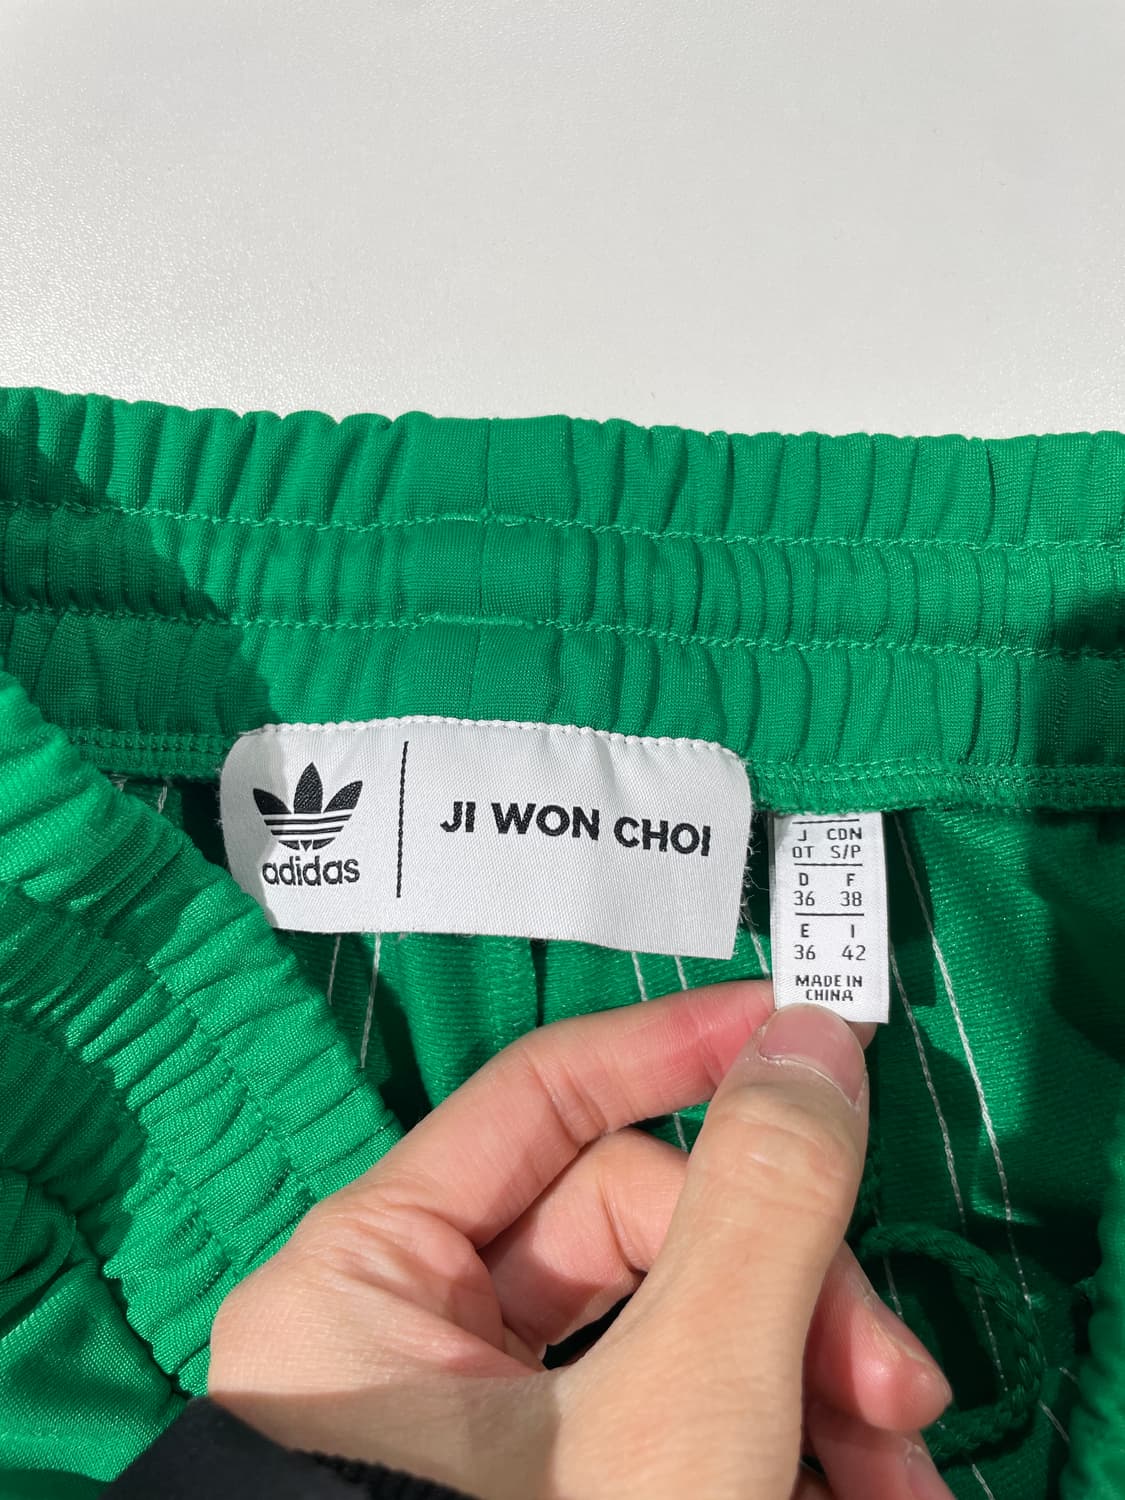 adidas
JI WON CHOI
J CDN
OT S/P
D F
36 38
E I
36 42
MADE IN
CHINA